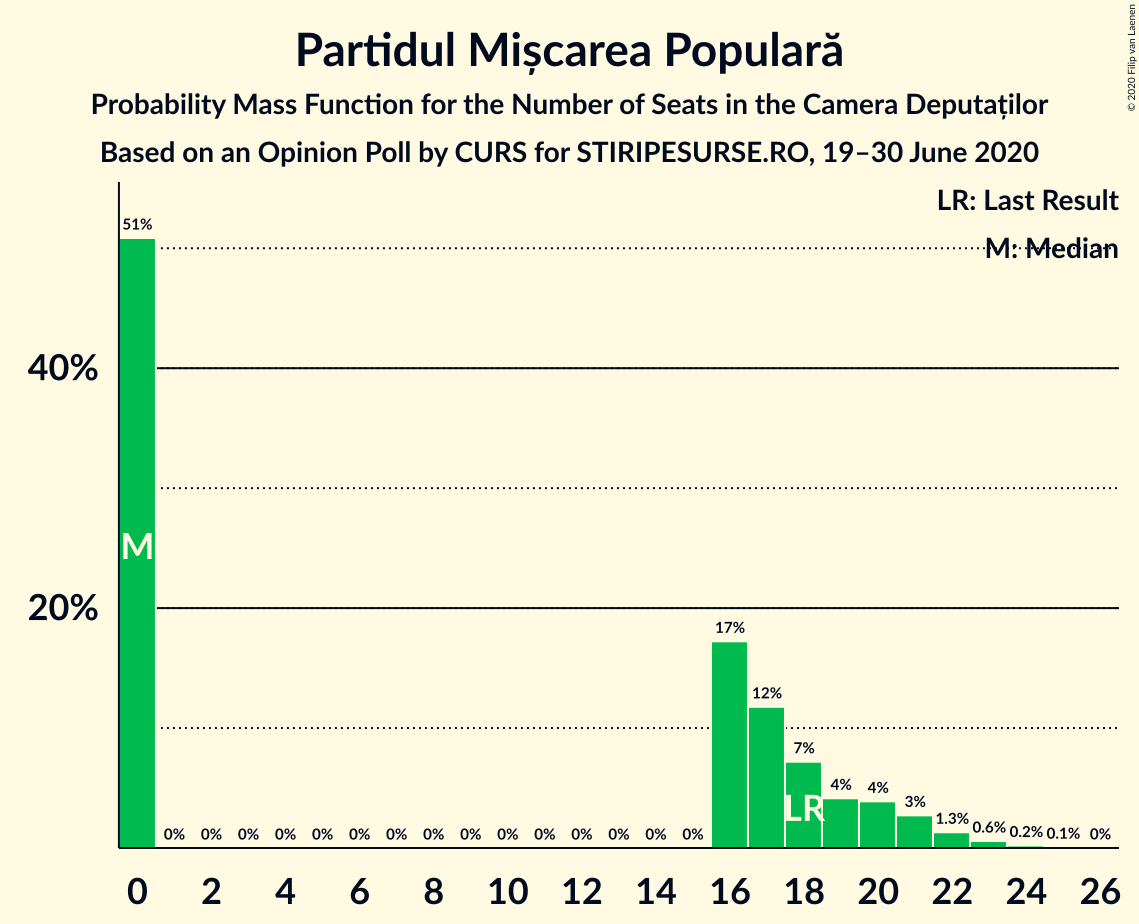 Partidul Mișcarea Populară
Probability Mass Function for the Number of Seats in the Camera Deputaților
Based on an Opinion Poll by CURS for STIRIPESURSE.RO, 19–30 June 2020
© 2020 Filip van Laenen
LR: Last Result
M: Median
40%
20%
51% 0% 0% 0% 0% 0% 0% 0% 0% 0% 0% 0% 0% 0% 0% 0% 17% 12% 7% 4% 4% 3% 1.3% 0.6% 0.2% 0.1% 0%
M
LR
0 2 4 6 8 10 12 14 16 18 20 22 24 26